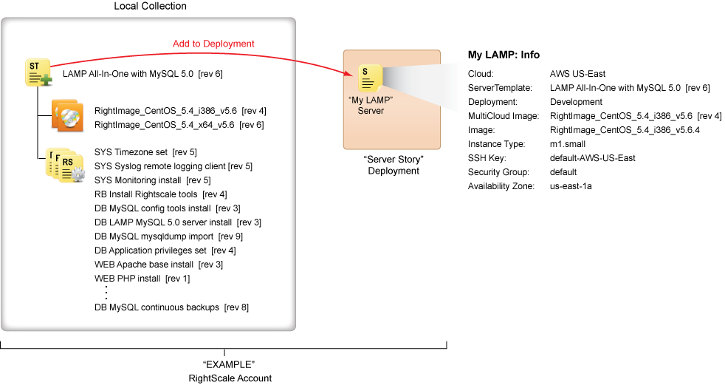 Local Collection
Add to Deployment
ST
LAMP All-In-One with MySQL 5.0 [rev 6]
RightImage_CentOS_5.4_i386_v5.6 [rev 4]
RightImage_CentOS_5.4_x64_v5.6 [rev 6]
RS
SYS Timezone set [rev 5]
SYS Syslog remote logging client [rev 5]
SYS Monitoring install [rev 5]
RB Install Rightscale tools [rev 4]
DB MySQL config tools install [rev 3]
DB LAMP MySQL 5.0 server install [rev 3]
DB MySQL mysqldump import [rev 9]
DB Application privileges set [rev 4]
WEB Apache base install [rev 3]
WEB PHP install [rev 1]
DB MySQL continuous backups [rev 8]
S
“My LAMP”
Server
“Server Story”
Deployment
My LAMP: Info
Cloud: AWS US-East
ServerTemplate: LAMP All-In-One with MySQL 5.0 [rev 6]
Deployment: Development
MultiCloud Image: RightImage_CentOS_5.4_i386_v5.6 [rev 4]
Image: RightImage_CentOS_5.4_i386_v5.6.4
Instance Type: m1.small
SSH Key: default-AWS-US-East
Security Group: default
Availability Zone: us-east-1a
“EXAMPLE”
RightScale Account